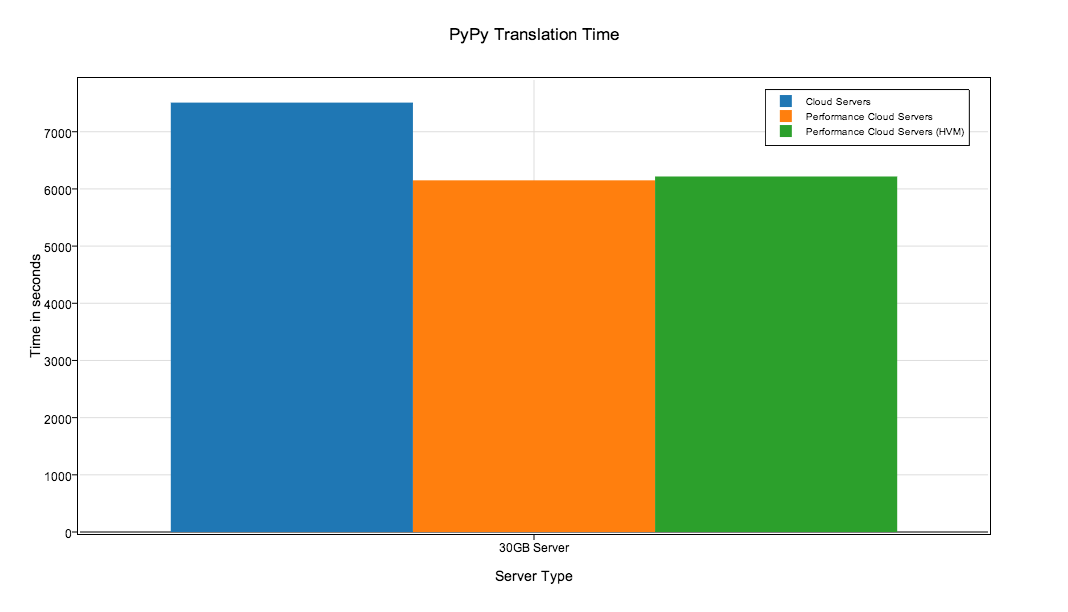 PyPy Translation Time
Cloud Servers
Performance Cloud Servers
Performance Cloud Servers (HVM)
7000
6000
5000
4000
3000
2000
1000
0
Time in seconds
30GB Server
Server Type